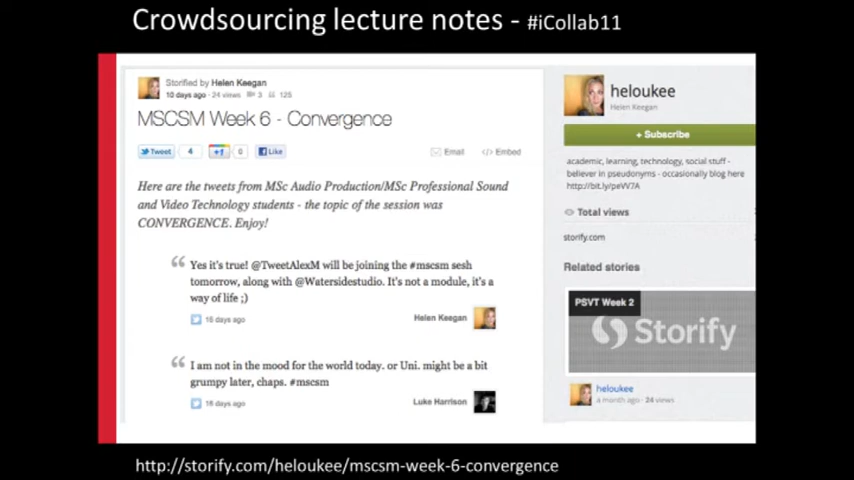 Crowdsourcing lecture notes - #iCollab11
Storified by Helen Keegan
10 days ago · 24 views 3 125
MSCSM Week 6 - Convergence
Tweet 4 +1 0 Like Email </> Embed
Here are the tweets from MSc Audio Production/MSc Professional Sound
and Video Technology students - the topic of the session was
CONVERGENCE. Enjoy!
“ Yes it's true! @TweetAlexM will be joining the #mscsm sesh
tomorrow, along with @Watersidestudio. It's not a module, it's a
way of life ;)
16 days ago Helen Keegan
“ I am not in the mood for the world today. or Uni. might be a bit
grumpy later, chaps. #mscsm
16 days ago Luke Harrison
heloukee
Helen Keegan
+ Subscribe
academic, learning, technology, social stuff -
believer in pseudonyms - occasionally blog here
http://bit.ly/peVV7A
Total views
storify.com
Related stories
PSVT Week 2
Storify
heloukee
a month ago · 24 views
http://storify.com/heloukee/mscsm-week-6-convergence